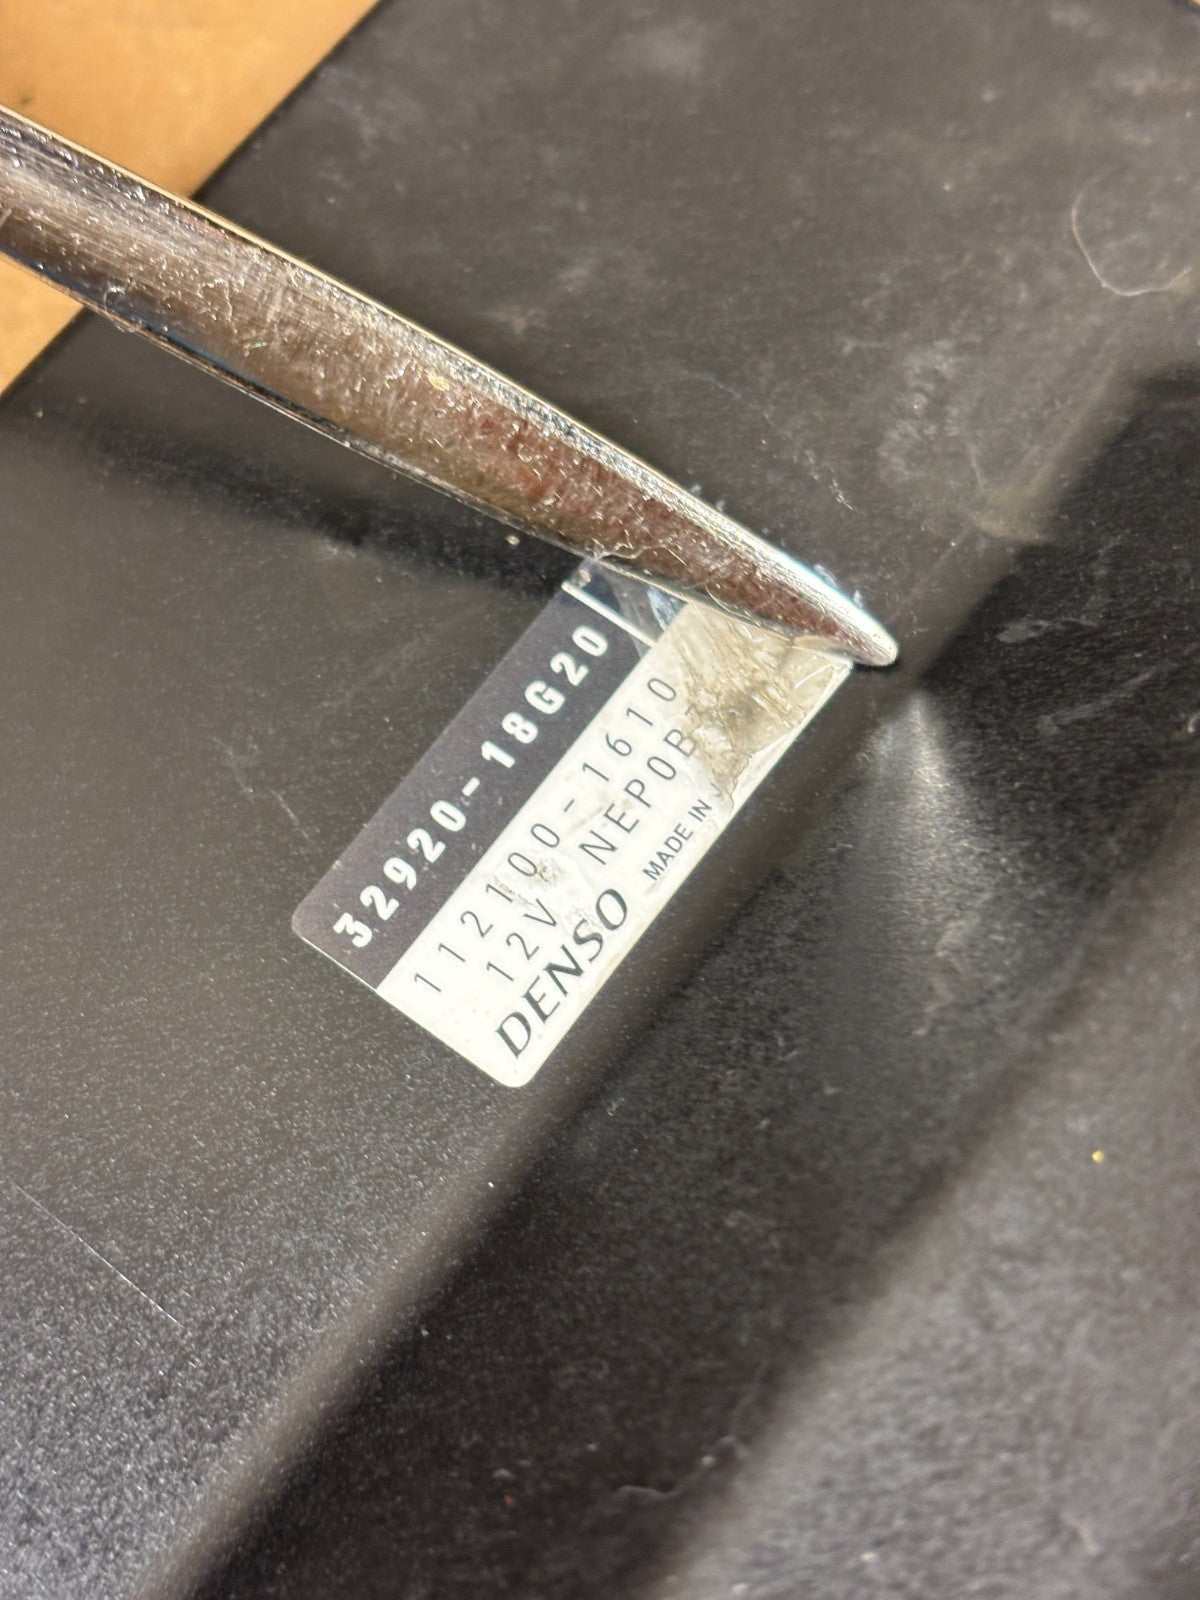 32920-18G20
112100-1610
12V NEP0B
DENSO MADE IN